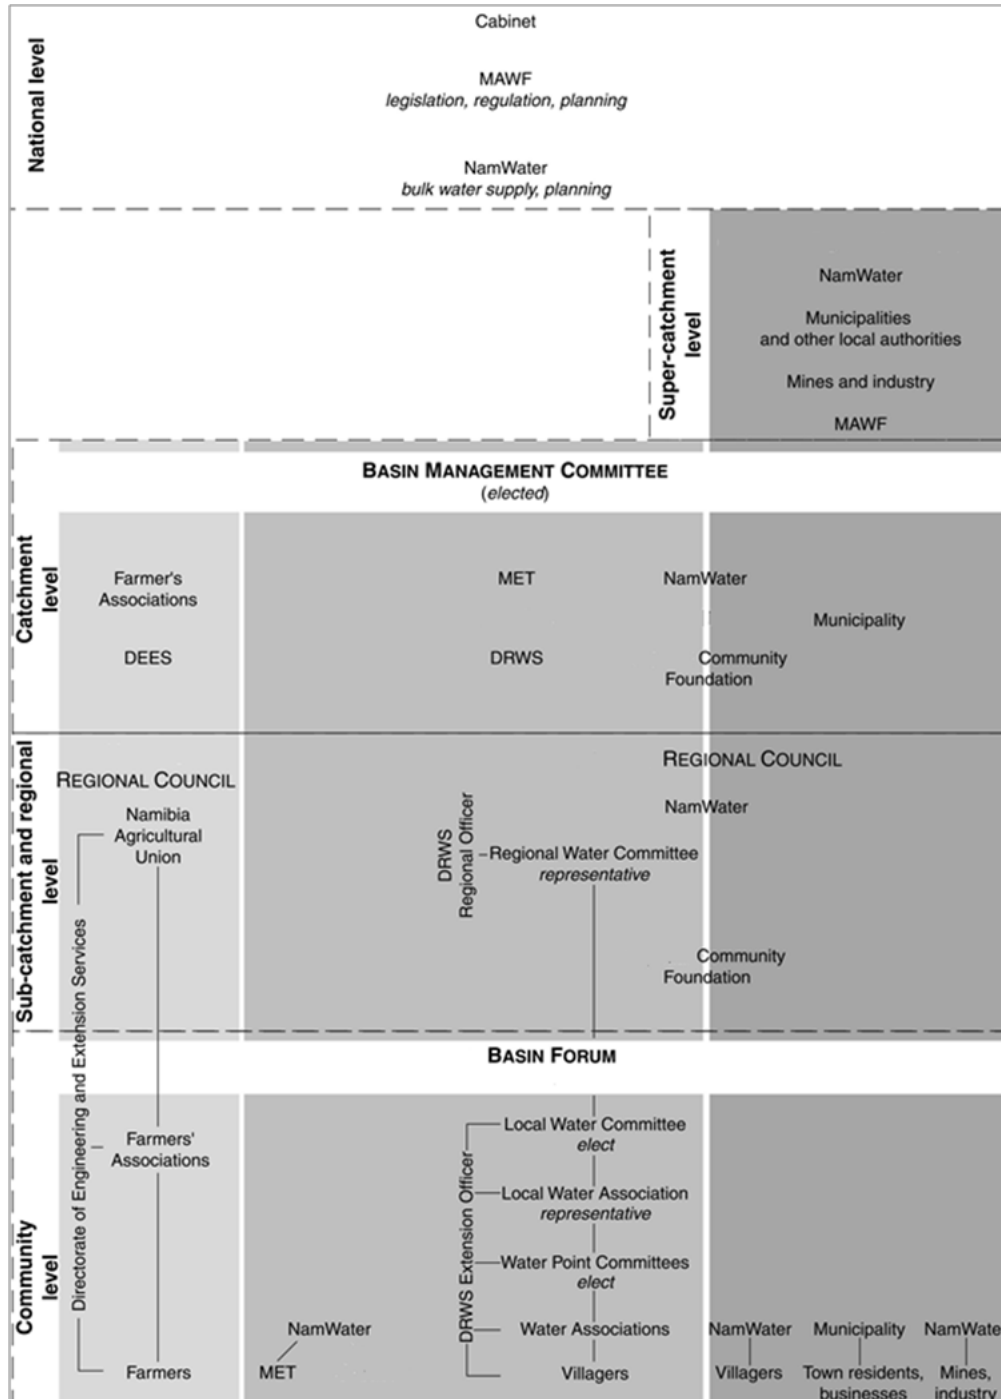 National level
Cabinet
MAWF
legislation, regulation, planning
NamWater
bulk water supply, planning
Super-catchment
level
NamWater
Municipalities
and other local authorities
Mines and industry
MAWF
BASIN MANAGEMENT COMMITTEE
(elected)
Catchment
level
Farmer's
Associations
MET
NamWater
Municipality
DEES
DRWS
Community
Foundation
Sub-catchment and regional
level
REGIONAL COUNCIL
REGIONAL COUNCIL
Namibia
Agricultural
Union
NamWater
DRWS
Regional Officer
Regional Water Committee
representative
Community
Foundation
Directorate of Engineering and Extension Services
BASIN FORUM
Community
level
Farmers'
Associations
DRWS Extension Officer
Local Water Committee
elect
Local Water Association
representative
Water Point Committees
elect
NamWater
Water Associations
NamWater
Municipality
NamWate
Farmers
MET
Villagers
Villagers
Town residents,
businesses
Mines,
industry